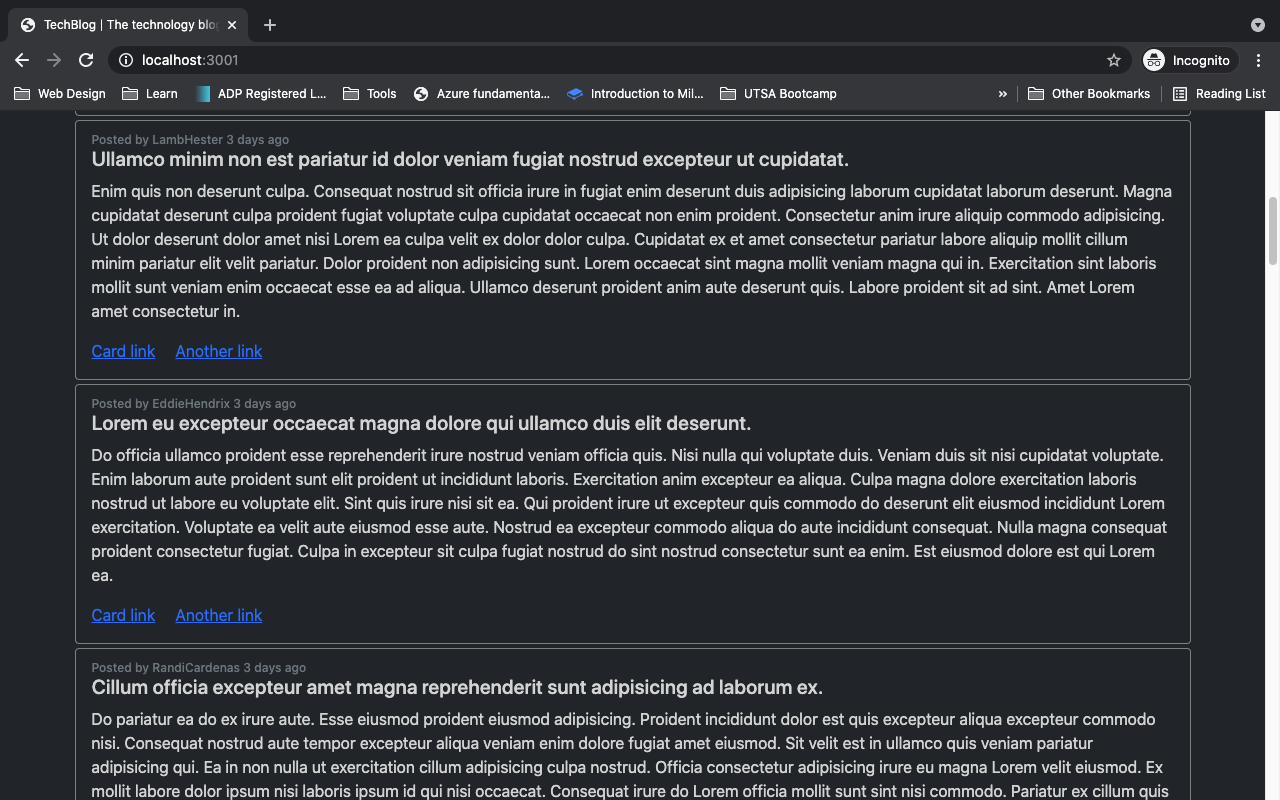 TechBlog | The technology blog
localhost:3001
Incognito
Web Design
Learn
ADP Registered L...
Tools
Azure fundamenta...
Introduction to Mil...
UTSA Bootcamp
»
Other Bookmarks
Reading List
Posted by LambHester 3 days ago
Ullamco minim non est pariatur id dolor veniam fugiat nostrud excepteur ut cupidatat.
Enim quis non deserunt culpa. Consequat nostrud sit officia irure in fugiat enim deserunt duis adipisicing laborum cupidatat laborum deserunt. Magna
cupidatat deserunt culpa proident fugiat voluptate culpa cupidatat occaecat non enim proident. Consectetur anim irure aliquip commodo adipisicing.
Ut dolor deserunt dolor amet nisi Lorem ea culpa velit ex dolor dolor culpa. Cupidatat ex et amet consectetur pariatur labore aliquip mollit cillum
minim pariatur elit velit pariatur. Dolor proident non adipisicing sunt. Lorem occaecat sint magna mollit veniam magna qui in. Exercitation sint laboris
mollit sunt veniam enim occaecat esse ea ad aliqua. Ullamco deserunt proident anim aute deserunt quis. Labore proident sit ad sint. Amet Lorem
amet consectetur in.
Card link Another link
Posted by EddieHendrix 3 days ago
Lorem eu excepteur occaecat magna dolore qui ullamco duis elit deserunt.
Do officia ullamco proident esse reprehenderit irure nostrud veniam officia quis. Nisi nulla qui voluptate duis. Veniam duis sit nisi cupidatat voluptate.
Enim laborum aute proident sunt elit proident ut incididunt laboris. Exercitation anim excepteur ea aliqua. Culpa magna dolore exercitation laboris
nostrud ut labore eu voluptate elit. Sint quis irure nisi sit ea. Qui proident irure ut excepteur quis commodo do deserunt elit eiusmod incididunt Lorem
exercitation. Voluptate ea velit aute eiusmod esse aute. Nostrud ea excepteur commodo aliqua do aute incididunt consequat. Nulla magna consequat
proident consectetur fugiat. Culpa in excepteur sit culpa fugiat nostrud do sint nostrud consectetur sunt ea enim. Est eiusmod dolore est qui Lorem
ea.
Card link Another link
Posted by RandiCardenas 3 days ago
Cillum officia excepteur amet magna reprehenderit sunt adipisicing ad laborum ex.
Do pariatur ea do ex irure aute. Esse eiusmod proident eiusmod adipisicing. Proident incididunt dolor est quis excepteur aliqua excepteur commodo
nisi. Consequat nostrud aute tempor excepteur aliqua veniam enim dolore fugiat amet eiusmod. Sit velit est in ullamco quis veniam pariatur
adipisicing qui. Ea in non nulla ut exercitation cillum adipisicing culpa nostrud. Officia consectetur adipisicing irure eu magna Lorem velit eiusmod. Ex
mollit labore dolor ipsum nisi laboris ipsum id qui nisi occaecat. Consequat irure do Lorem officia mollit sunt sint nisi commodo. Pariatur ex cillum quis